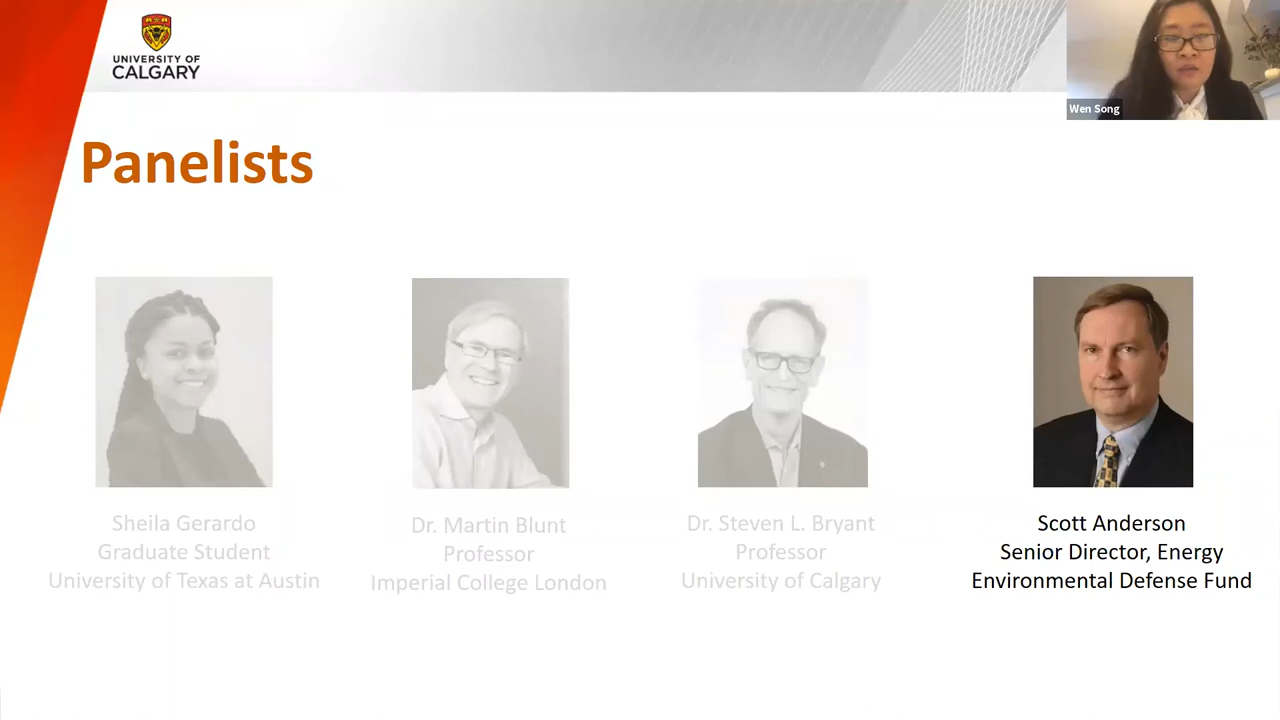 UNIVERSITY OF
CALGARY
Wen Song
Panelists
Sheila Gerardo
Graduate Student
University of Texas at Austin
Dr. Martin Blunt
Professor
Imperial College London
Dr. Steven L. Bryant
Professor
University of Calgary
Scott Anderson
Senior Director, Energy
Environmental Defense Fund